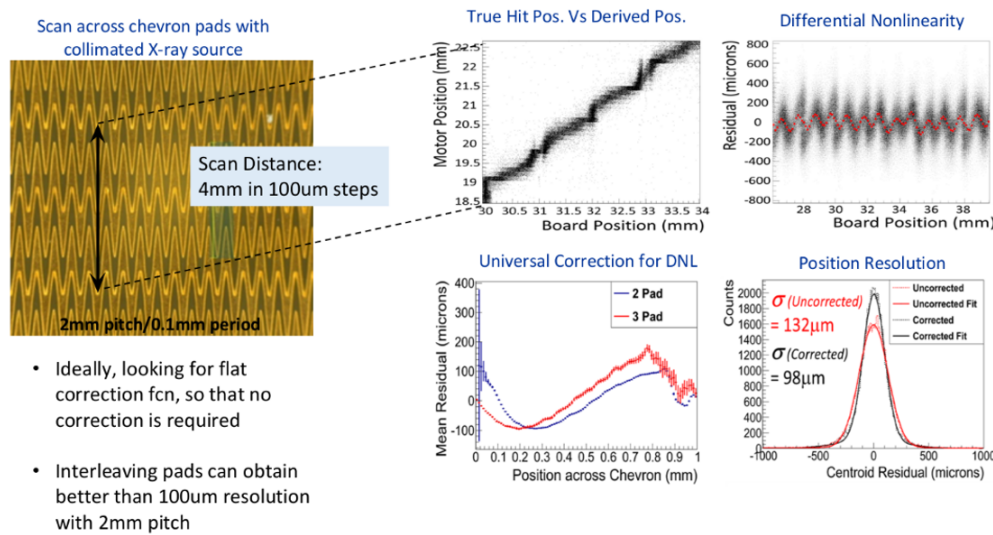 Scan across chevron pads with
collimated X-ray source
Scan Distance:
4mm in 100um steps
2mm pitch/0.1mm period
• Ideally, looking for flat
correction fcn, so that no
correction is required
• Interleaving pads can obtain
better than 100um resolution
with 2mm pitch
True Hit Pos. Vs Derived Pos.
Motor Position (mm)
22.5
22
21.5
21
20.5
20
19.5
19
18.5
30 30.5 31 31.5 32 32.5 33 33.5 34
Board Position (mm)
Differential Nonlinearity
Residual (microns)
800
600
400
200
0
-200
-400
-600
-800
26 28 30 32 34 36 38
Board Position (mm)
Universal Correction for DNL
Mean Residual (microns)
400
300
200
100
0
-100
2 Pad
3 Pad
0 0.1 0.2 0.3 0.4 0.5 0.6 0.7 0.8 0.9 1
Position across Chevron (mm)
Position Resolution
Counts
2000
1800
1600
1400
1200
1000
800
600
400
200
0
σ (Uncorrected)
= 132μm
σ (Corrected)
= 98μm
Uncorrected
Uncorrected Fit
Corrected
Corrected Fit
-1000 -500 0 500 1000
Centroid Residual (microns)